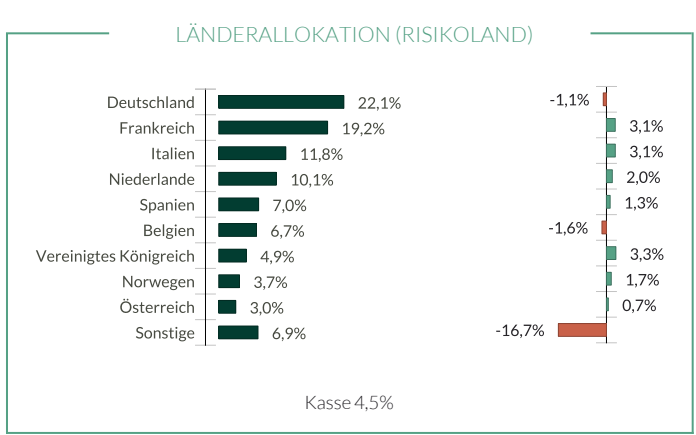 LÄNDERALLOKATION (RISIKOLAND)
Deutschland 22,1% -1,1%
Frankreich 19,2% 3,1%
Italien 11,8% 3,1%
Niederlande 10,1% 2,0%
Spanien 7,0% 1,3%
Belgien 6,7% -1,6%
Vereinigtes Königreich 4,9% 3,3%
Norwegen 3,7% 1,7%
Österreich 3,0% 0,7%
Sonstige 6,9% -16,7%
Kasse 4,5%